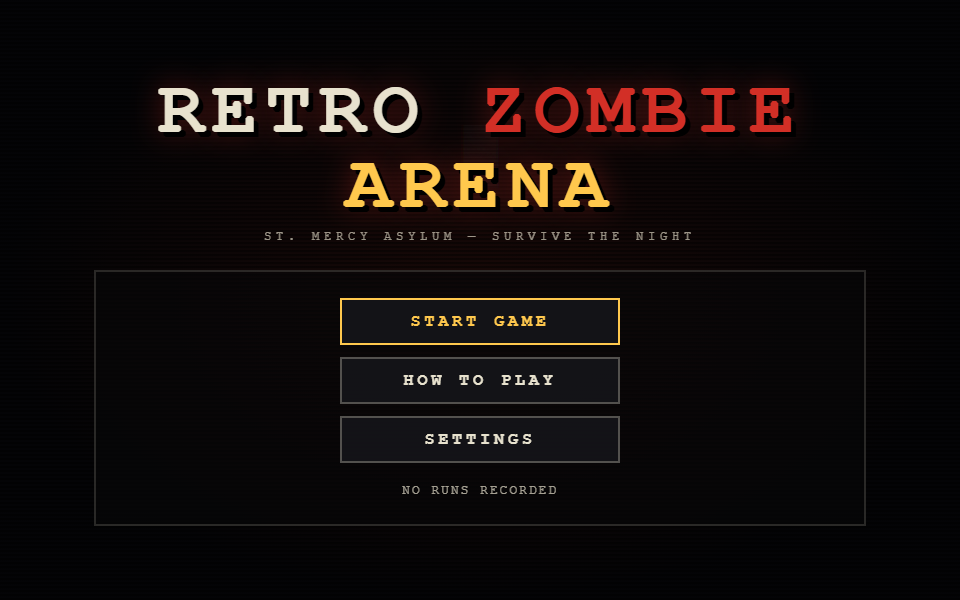 RETRO ZOMBIE
ARENA
ST. MERCY ASYLUM — SURVIVE THE NIGHT
START GAME
HOW TO PLAY
SETTINGS
NO RUNS RECORDED